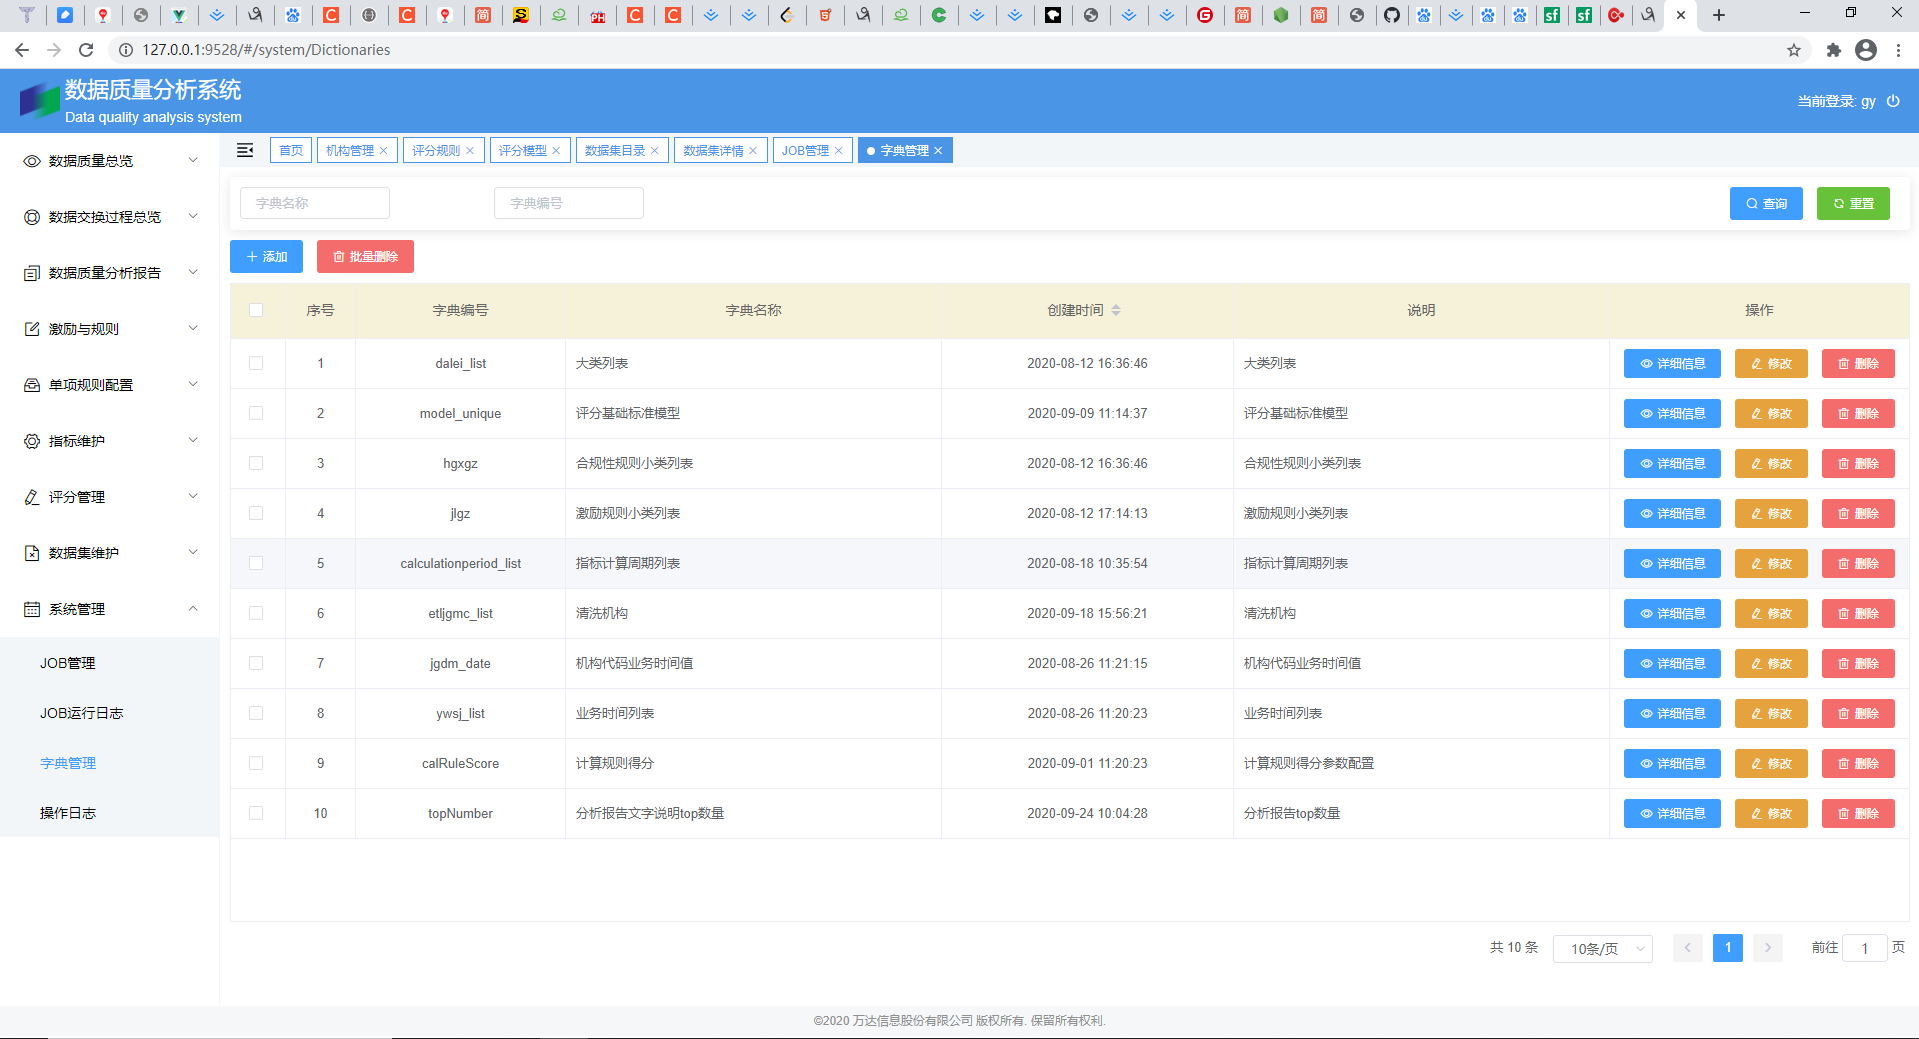 127.0.0.1:9528/#/system/Dictionaries
数据质量分析系统
Data quality analysis system
当前登录: gy
数据质量总览
数据交换过程总览
数据质量分析报告
激励与规则
单项规则配置
指标维护
评分管理
数据集维护
系统管理
JOB管理
JOB运行日志
字典管理
操作日志
首页 机构管理 评分规则 评分模型 数据集目录 数据集详情 JOB管理 字典管理
字典名称 字典编号 查询 重置
添加 批量删除
序号 字典编号 字典名称 创建时间 说明 操作
1 dalei_list 大类列表 2020-08-12 16:36:46 大类列表 详细信息 修改 删除
2 model_unique 评分基础标准模型 2020-09-09 11:14:37 评分基础标准模型 详细信息 修改 删除
3 hgxgz 合规性规则小类列表 2020-08-12 16:36:46 合规性规则小类列表 详细信息 修改 删除
4 jlgz 激励规则小类列表 2020-08-12 17:14:13 激励规则小类列表 详细信息 修改 删除
5 calculationperiod_list 指标计算周期列表 2020-08-18 10:35:54 指标计算周期列表 详细信息 修改 删除
6 etljgmc_list 清洗机构 2020-09-18 15:56:21 清洗机构 详细信息 修改 删除
7 jgdm_date 机构代码业务时间值 2020-08-26 11:21:15 机构代码业务时间值 详细信息 修改 删除
8 ywsj_list 业务时间列表 2020-08-26 11:20:23 业务时间列表 详细信息 修改 删除
9 calRuleScore 计算规则得分 2020-09-01 11:20:23 计算规则得分参数配置 详细信息 修改 删除
10 topNumber 分析报告文字说明top数量 2020-09-24 10:04:28 分析报告top数量 详细信息 修改 删除
共 10 条 10条/页 1 前往 1 页
©2020 万达信息股份有限公司 版权所有. 保留所有权利.